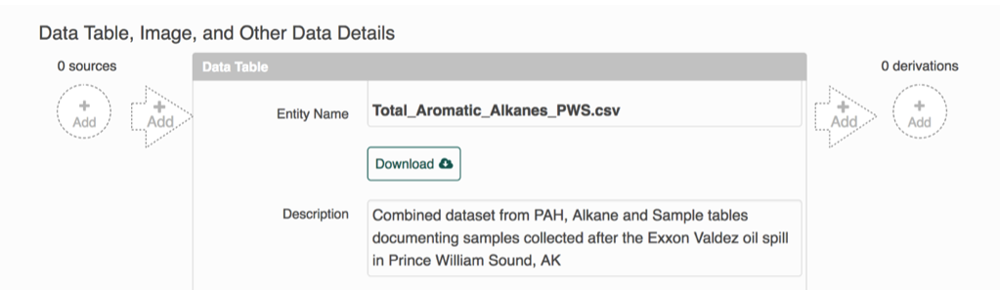 Data Table, Image, and Other Data Details
0 sources
Data Table
0 derivations
+
Add
+
Add
Entity Name
Total_Aromatic_Alkanes_PWS.csv
+
Add
+
Add
Download
Description
Combined dataset from PAH, Alkane and Sample tables
documenting samples collected after the Exxon Valdez oil spill
in Prince William Sound, AK